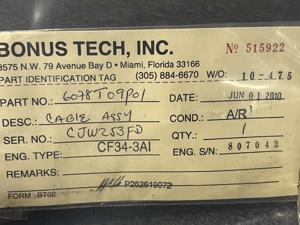 BONUS TECH, INC. Nº 515922
8575 N.W. 79 Avenue Bay D • Miami, Florida 33166
PART IDENTIFICATION TAG (305) 884-6670 W/O: 10-475
PART NO.: 6078T09P01 DATE: JUN 01 2010
DESC.: CABLE ASSY COND.: A/R
SER. NO.: CJW253FD QTY.: 1
ENG. TYPE: CF34-3A1 ENG. S/N: 807042
REMARKS: P262619072
FORM: BT02